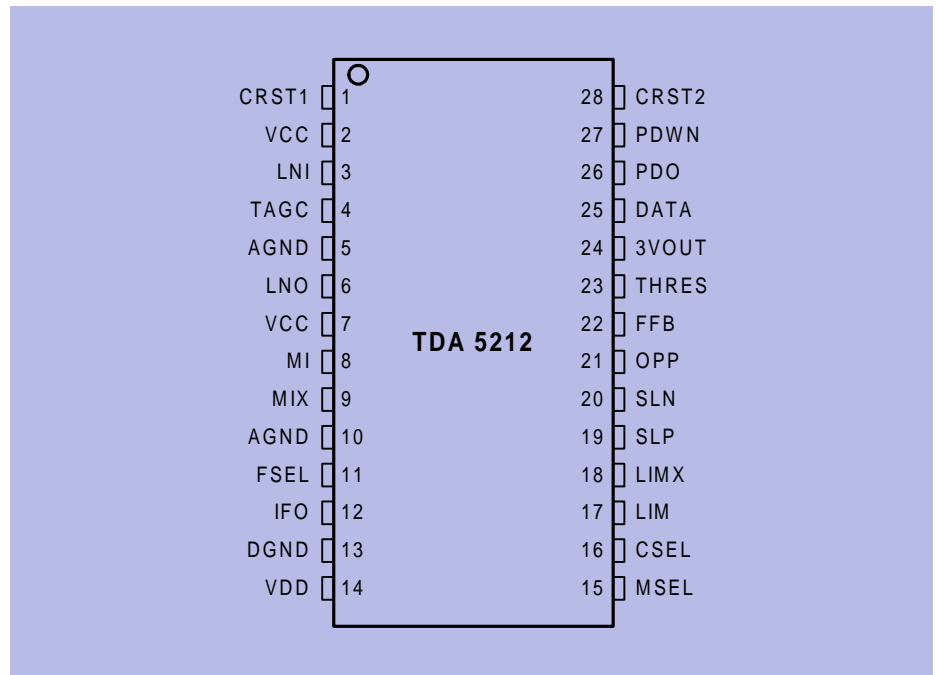 CRST1 1 28 CRST2
VCC 2 27 PDWN
LNI 3 26 PDO
TAGC 4 25 DATA
AGND 5 24 3VOUT
LNO 6 23 THRES
VCC 7 22 FFB
TDA 5212
MI 8 21 OPP
MIX 9 20 SLN
AGND 10 19 SLP
FSEL 11 18 LIMX
IFO 12 17 LIM
DGND 13 16 CSEL
VDD 14 15 MSEL